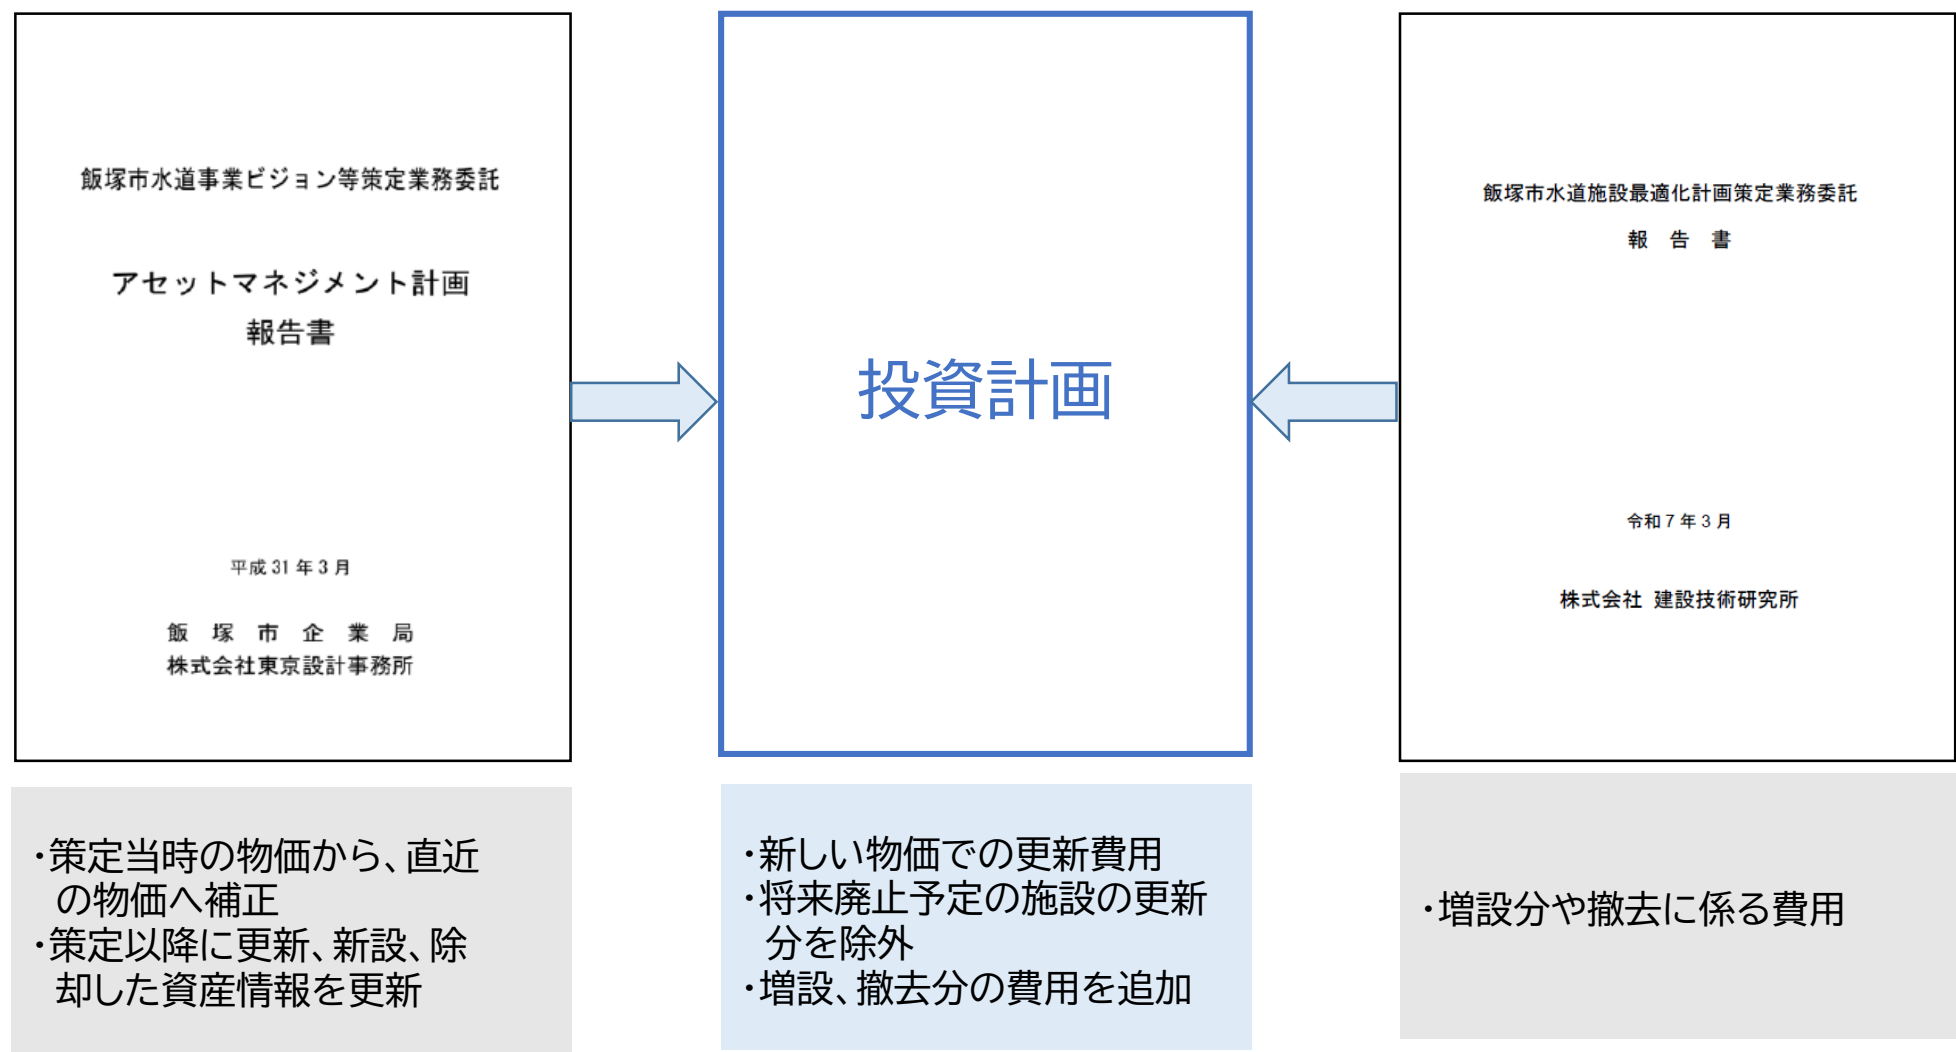 飯塚市水道事業ビジョン等策定業務委託
アセットマネジメント計画
報告書
平成31年3月
飯塚市企業局
株式会社東京設計事務所
・策定当時の物価から、直近
の物価へ補正
・策定以降に更新、新設、除
却した資産情報を更新
投資計画
・新しい物価での更新費用
・将来廃止予定の施設の更新
分を除外
・増設、撤去分の費用を追加
飯塚市水道施設最適化計画策定業務委託
報告書
令和7年3月
株式会社 建設技術研究所
・増設分や撤去に係る費用